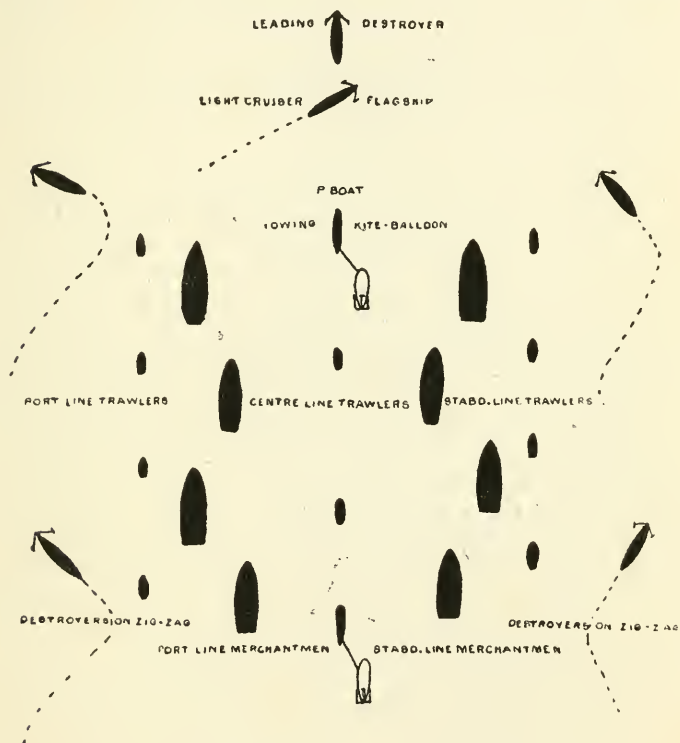 LEADING DESTROYER
LIGHT CRUISER FLAGSHIP
P BOAT
TOWING KITE-BALLOON
PORT LINE TRAWLERS
CENTRE LINE TRAWLERS
STABD. LINE TRAWLERS
DESTROYERS ON ZIG-ZAG
DESTROYERS ON ZIG-ZAG
PORT LINE MERCHANTMEN
STABD. LINE MERCHANTMEN